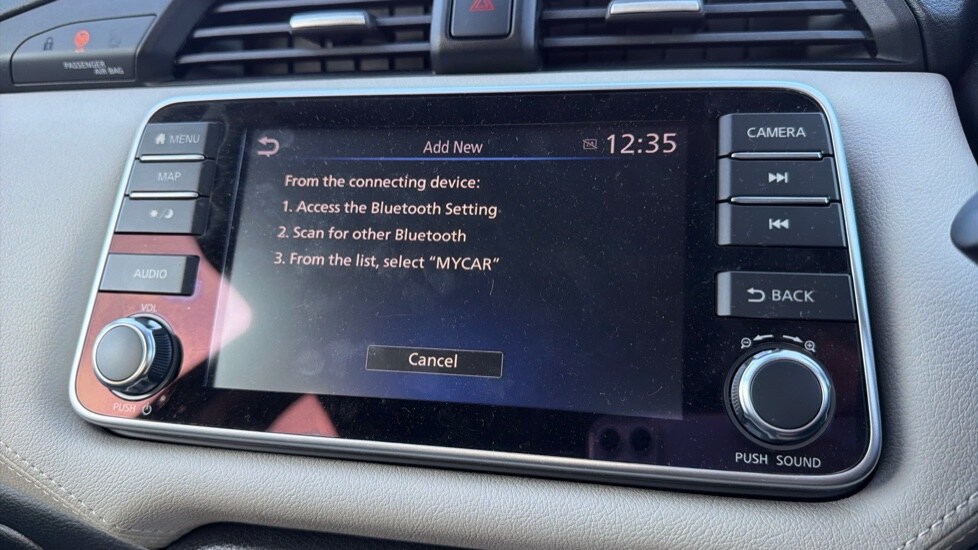 PASSENGER
AIR BAG
MENU
MAP
AUDIO
VOL
PUSH
Add New
12:35
From the connecting device:
1. Access the Bluetooth Setting
2. Scan for other Bluetooth
3. From the list, select “MYCAR”
Cancel
CAMERA
BACK
PUSH SOUND